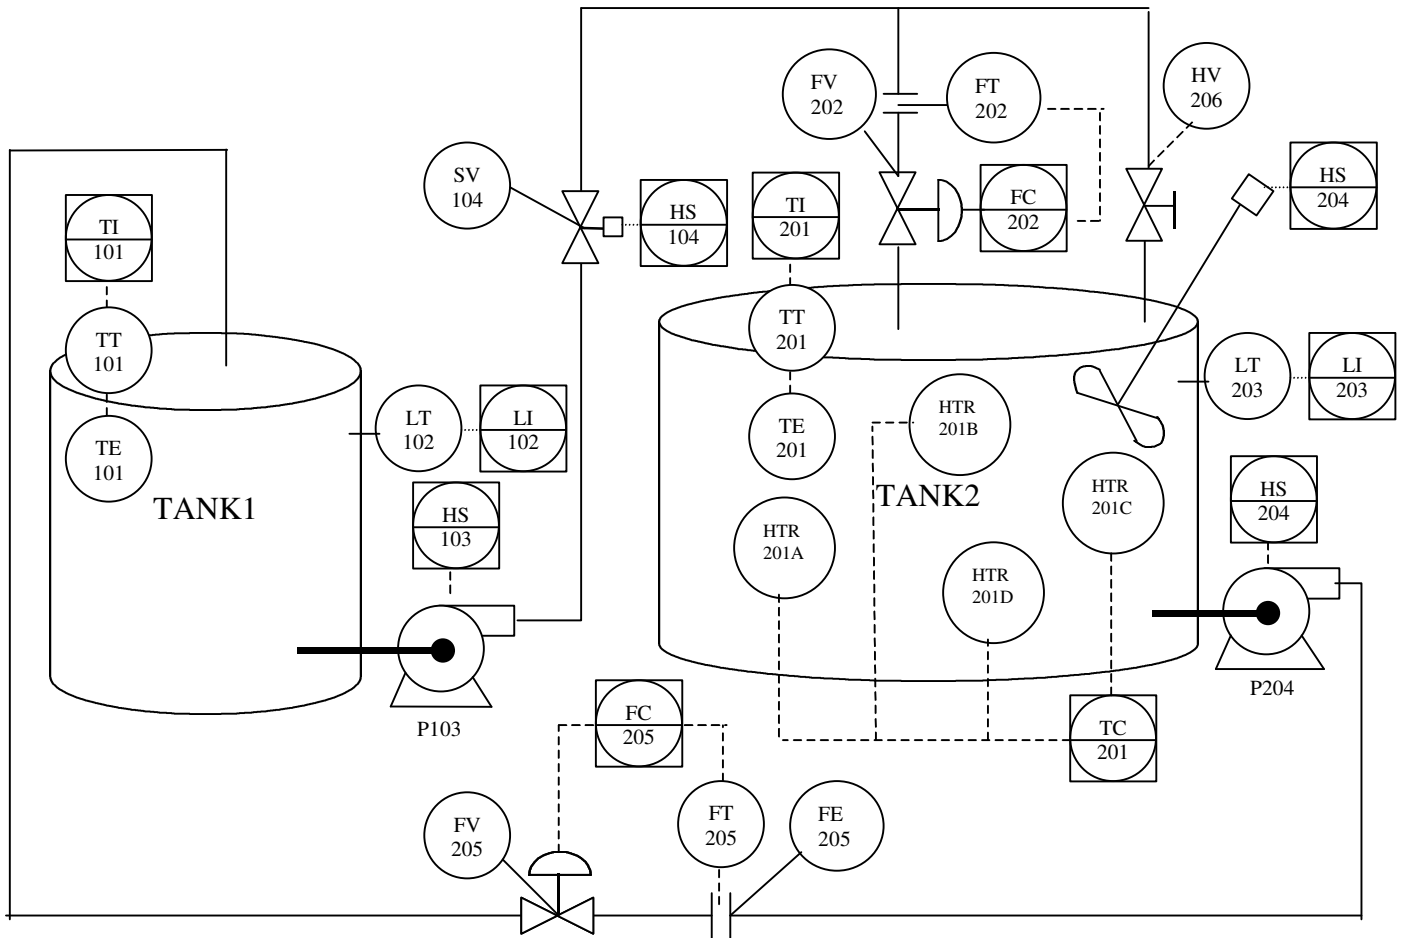 FV
202
FT
202
HV
206
SV
104
HS
204
TI
101
HS
104
TI
201
FC
202
TT
101
TT
201
LT
203
LI
203
TE
101
LT
102
LI
102
TE
201
HTR
201B
TANK1
TANK2
HS
103
HTR
201A
HTR
201C
HS
204
HTR
201D
P103
P204
FC
205
TC
201
FV
205
FT
205
FE
205